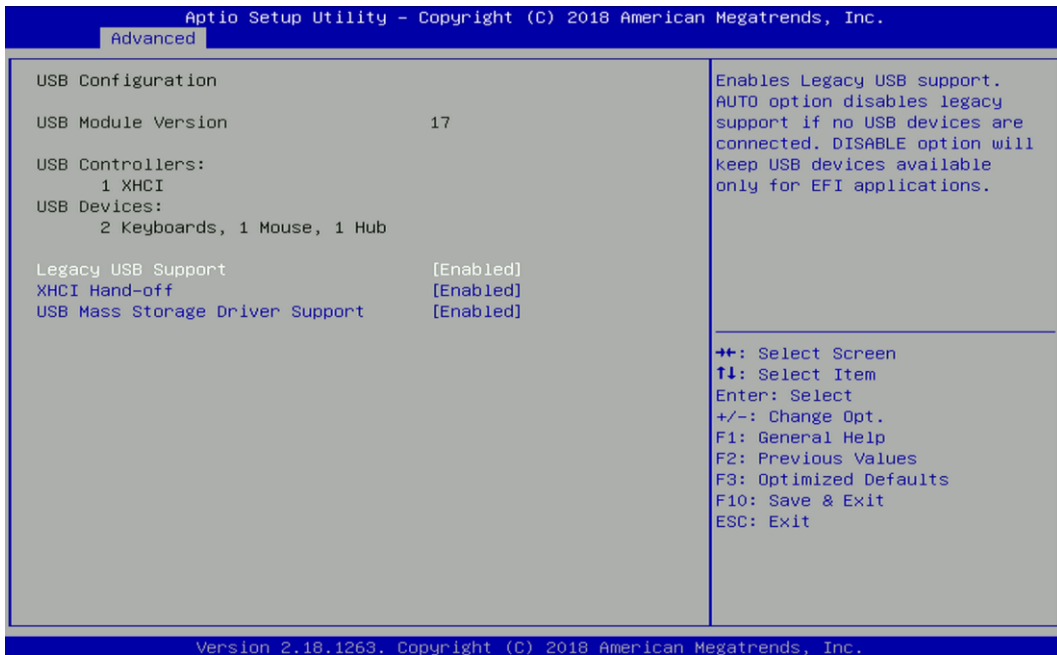 Aptio Setup Utility – Copyright (C) 2018 American Megatrends, Inc.
Advanced
USB Configuration
USB Module Version 17
USB Controllers:
1 XHCI
USB Devices:
2 Keyboards, 1 Mouse, 1 Hub
Legacy USB Support [Enabled]
XHCI Hand-off [Enabled]
USB Mass Storage Driver Support [Enabled]
Enables Legacy USB support.
AUTO option disables legacy
support if no USB devices are
connected. DISABLE option will
keep USB devices available
only for EFI applications.
→←: Select Screen
↑↓: Select Item
Enter: Select
+/-: Change Opt.
F1: General Help
F2: Previous Values
F3: Optimized Defaults
F10: Save & Exit
ESC: Exit
Version 2.18.1263. Copyright (C) 2018 American Megatrends, Inc.